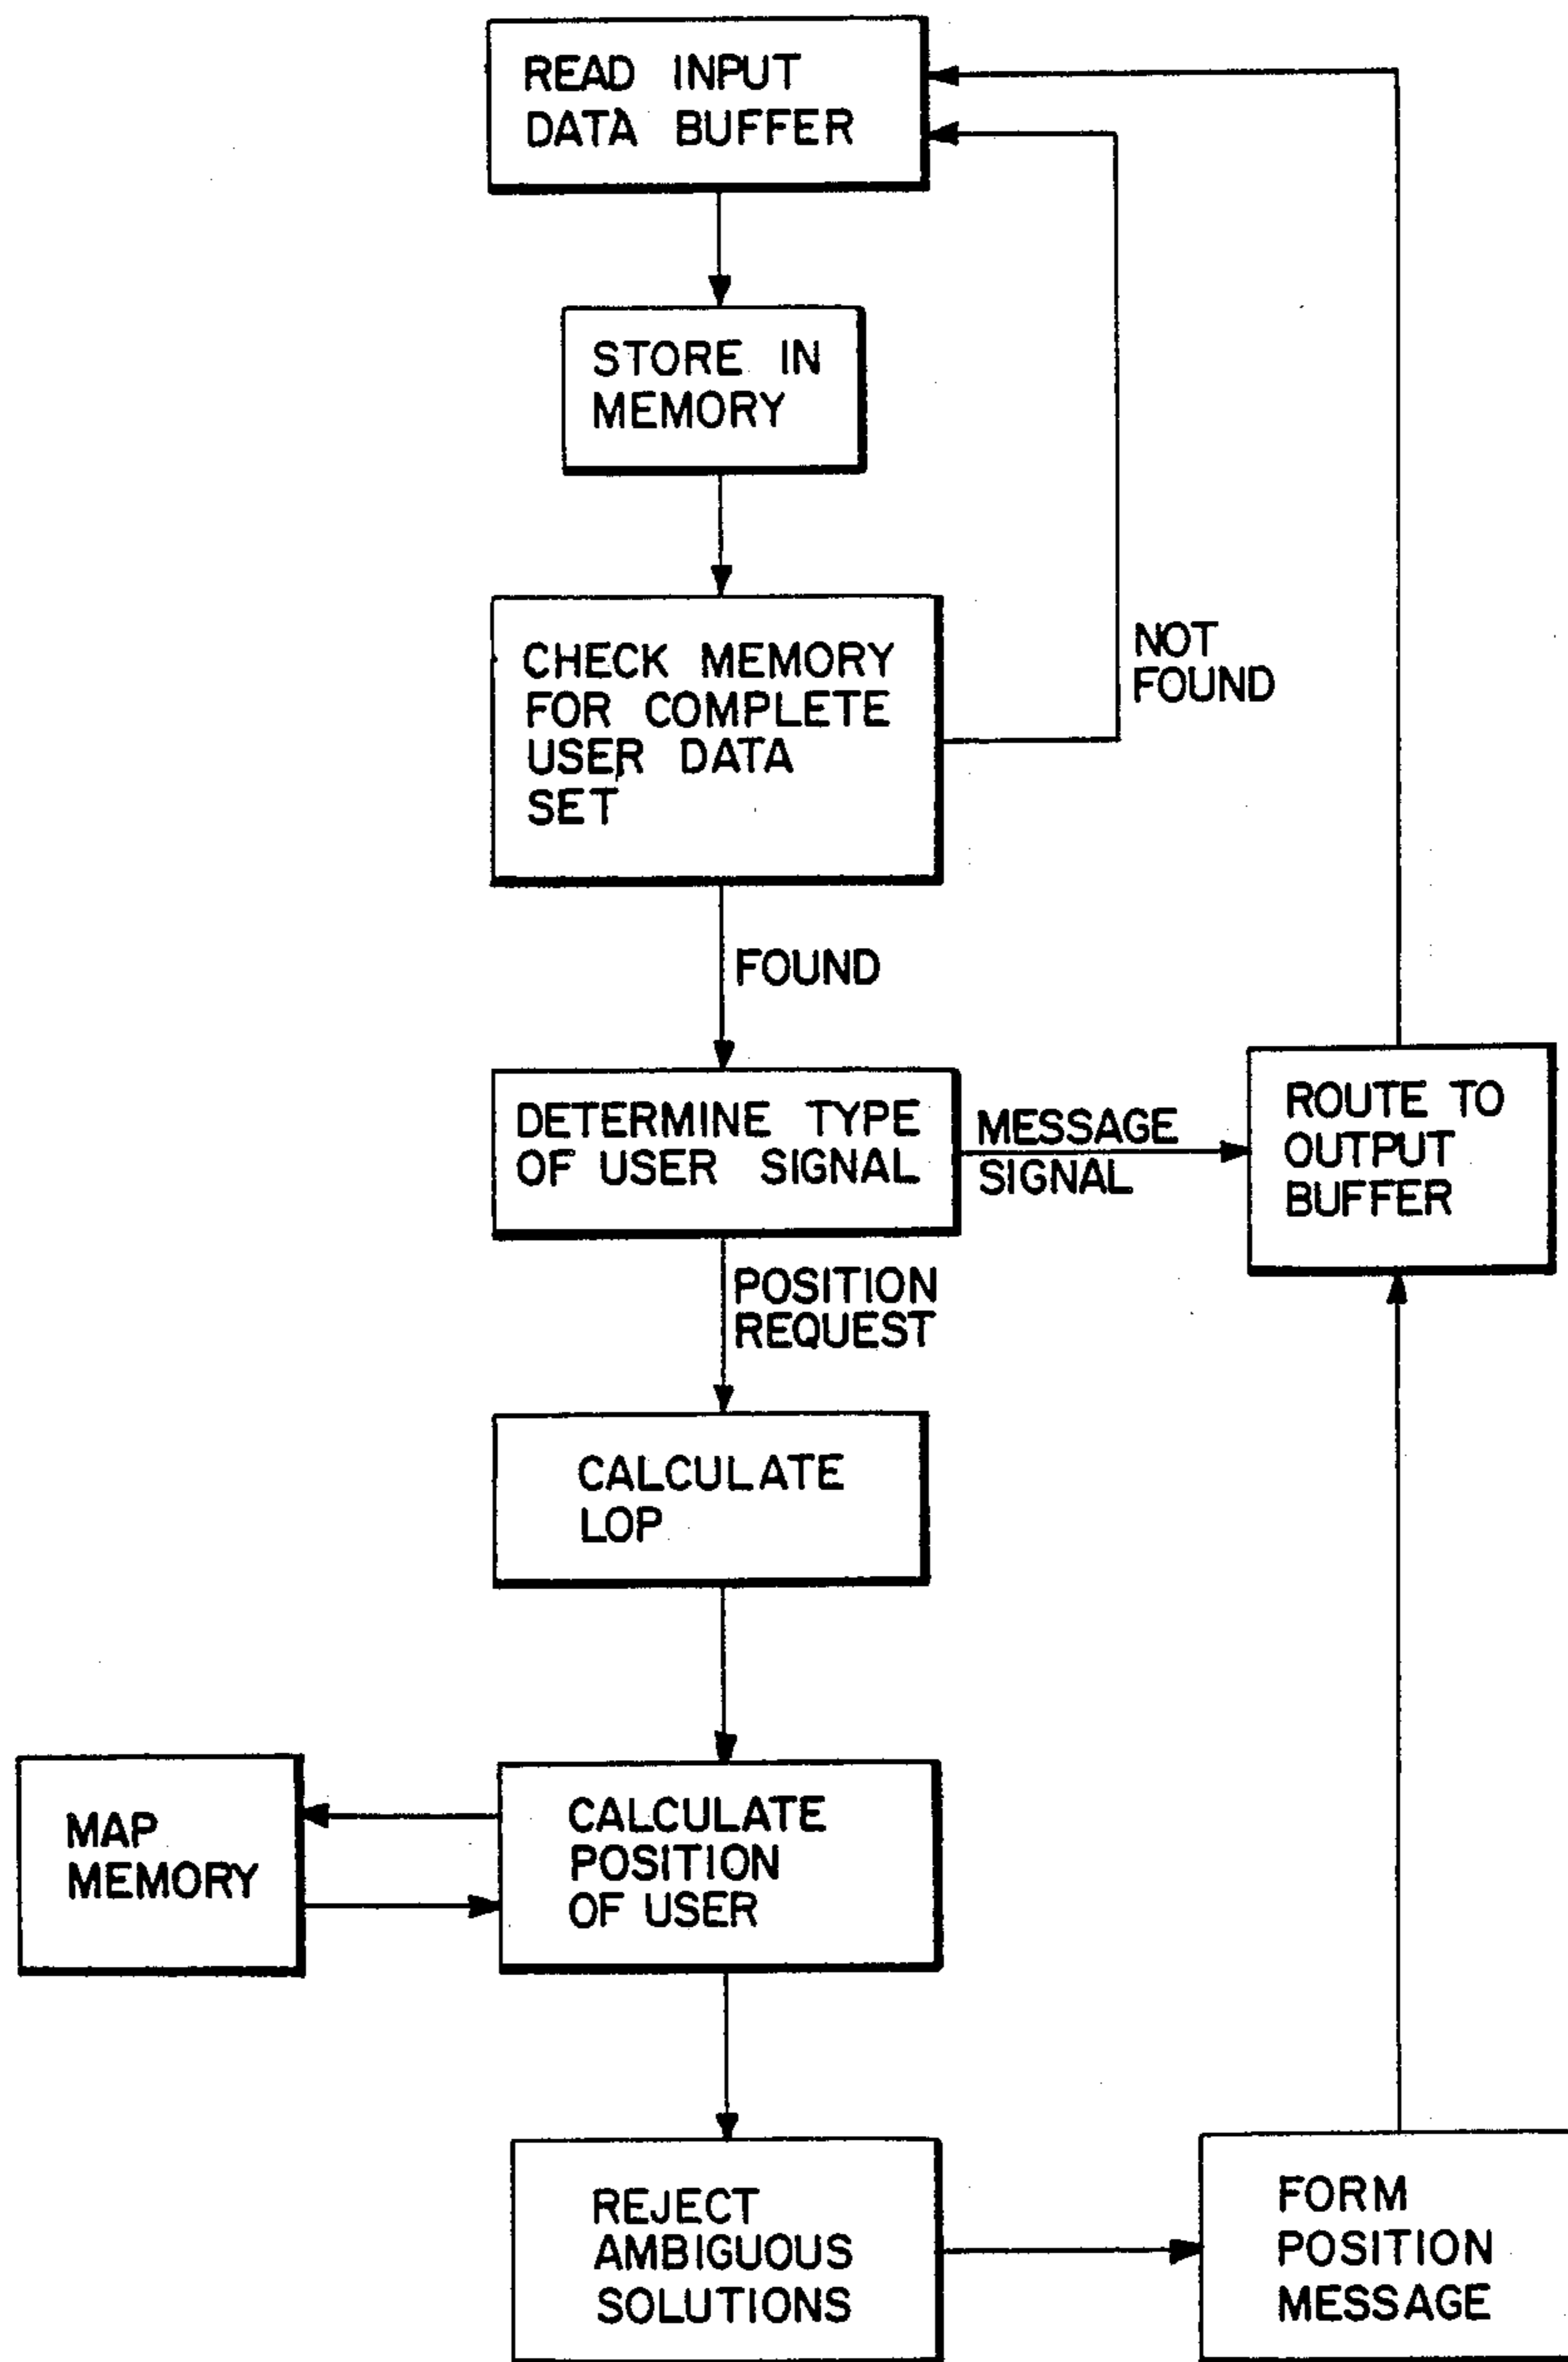 READ INPUT
DATA BUFFER
STORE IN
MEMORY
CHECK MEMORY
FOR COMPLETE
USER DATA
SET
NOT
FOUND
FOUND
DETERMINE TYPE
OF USER SIGNAL
MESSAGE
SIGNAL
ROUTE TO
OUTPUT
BUFFER
POSITION
REQUEST
CALCULATE
LOP
MAP
MEMORY
CALCULATE
POSITION
OF USER
REJECT
AMBIGUOUS
SOLUTIONS
FORM
POSITION
MESSAGE